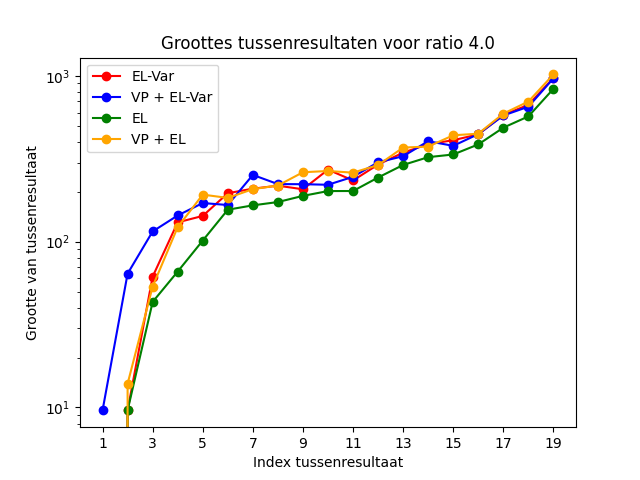 Groottes tussenresultaten voor ratio 4.0
EL-Var
VP + EL-Var
EL
VP + EL
Grootte van tussenresultaat
10³
10²
10¹
1 3 5 7 9 11 13 15 17 19
Index tussenresultaat